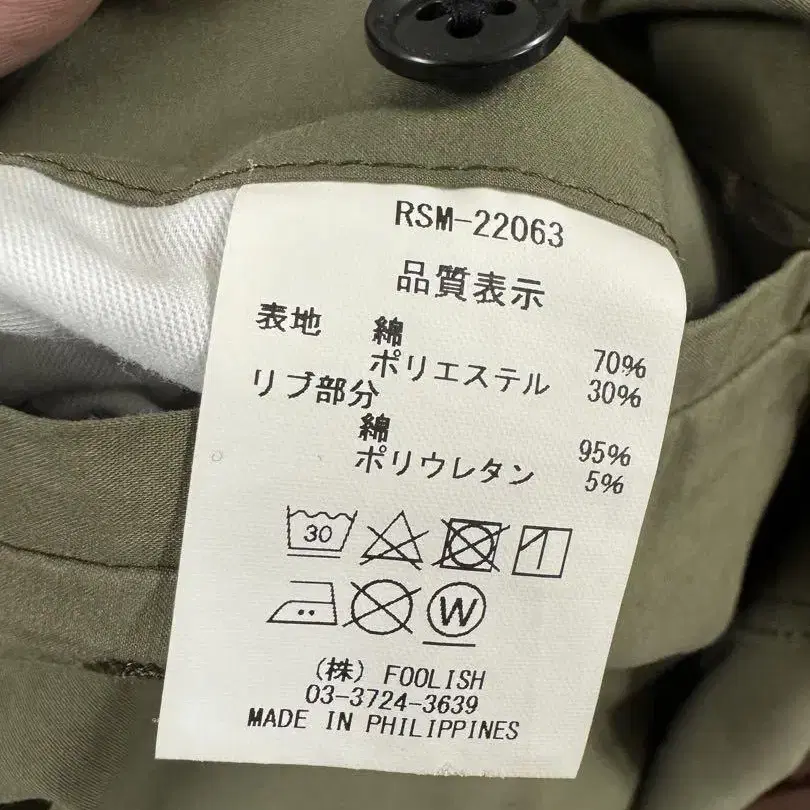 RSM-22063
品質表示
表地 綿 70%
ポリエステル 30%
リブ部分
綿 95%
ポリウレタン 5%
30
W
(株) FOOLISH
03-3724-3639
MADE IN PHILIPPINES